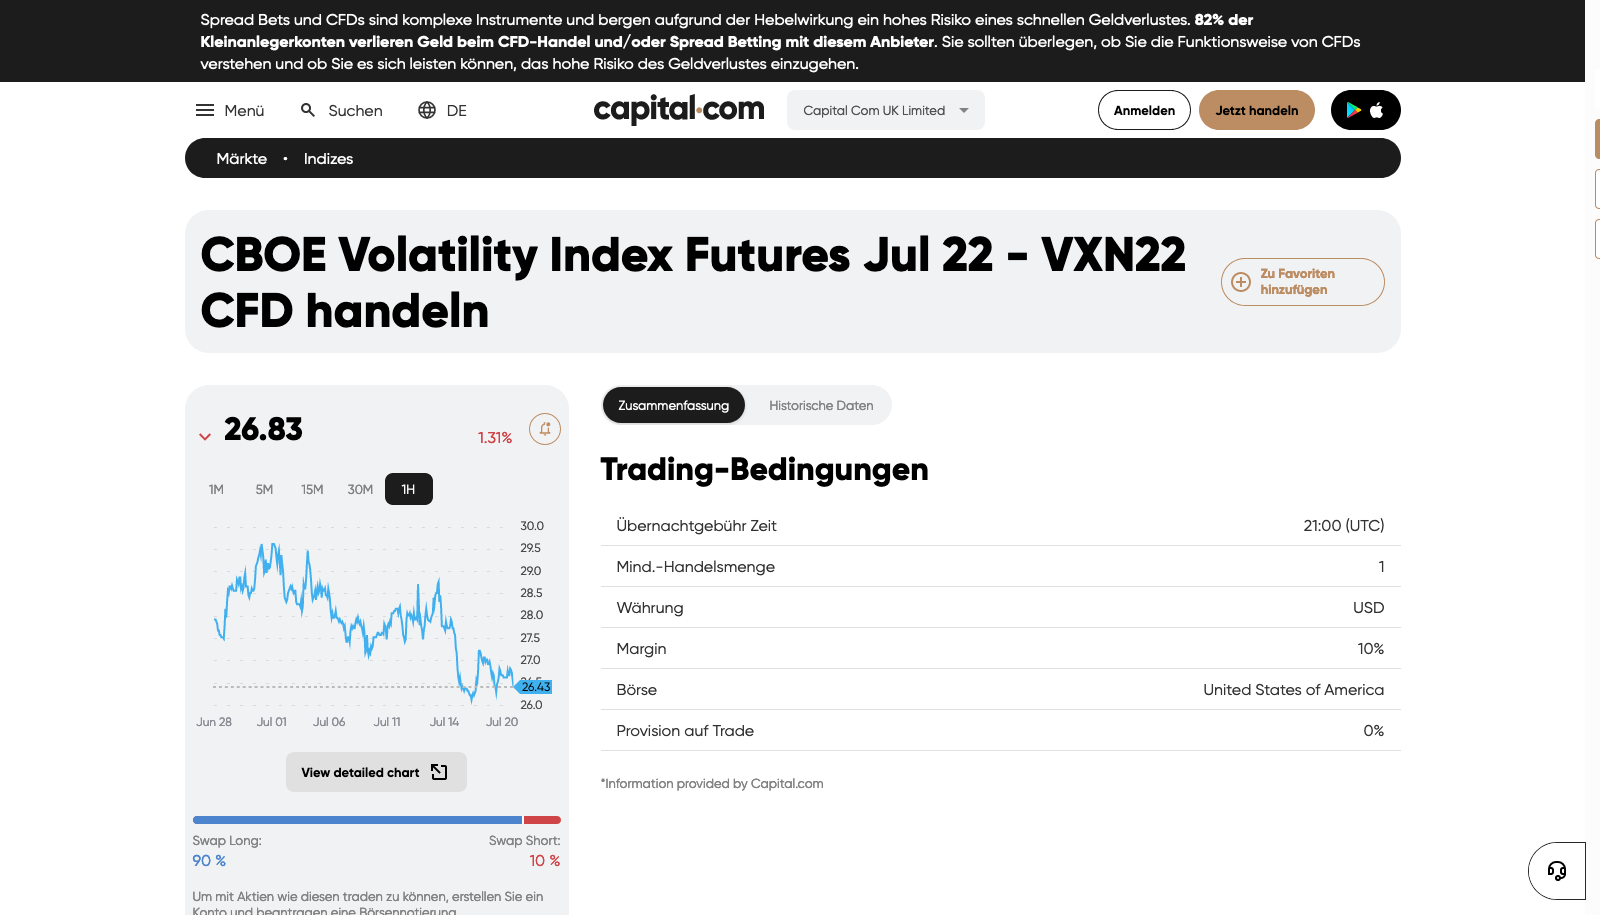 Spread Bets und CFDs sind komplexe Instrumente und bergen aufgrund der Hebelwirkung ein hohes Risiko eines schnellen Geldverlustes. 82% der
Kleinanlegerkonten verlieren Geld beim CFD-Handel und/oder Spread Betting mit diesem Anbieter. Sie sollten überlegen, ob Sie die Funktionsweise von CFDs
verstehen und ob Sie es sich leisten können, das hohe Risiko des Geldverlustes einzugehen.
Menü Suchen DE capital.com Capital Com UK Limited Anmelden Jetzt handeln
Märkte • Indizes
CBOE Volatility Index Futures Jul 22 - VXN22
CFD handeln
Zu Favoriten
hinzufügen
26.83 1.31%
1M 5M 15M 30M 1H
30.0
29.5
29.0
28.5
28.0
27.5
27.0
26.43
26.0
Jun 28 Jul 01 Jul 06 Jul 11 Jul 14 Jul 20
View detailed chart
Swap Long: Swap Short:
90 % 10 %
Um mit Aktien wie diesen traden zu können, erstellen Sie ein
Konto und beantragen eine Börsennotierung
Zusammenfassung Historische Daten
Trading-Bedingungen
Übernachtgebühr Zeit 21:00 (UTC)
Mind.-Handelsmenge 1
Währung USD
Margin 10%
Börse United States of America
Provision auf Trade 0%
*Information provided by Capital.com